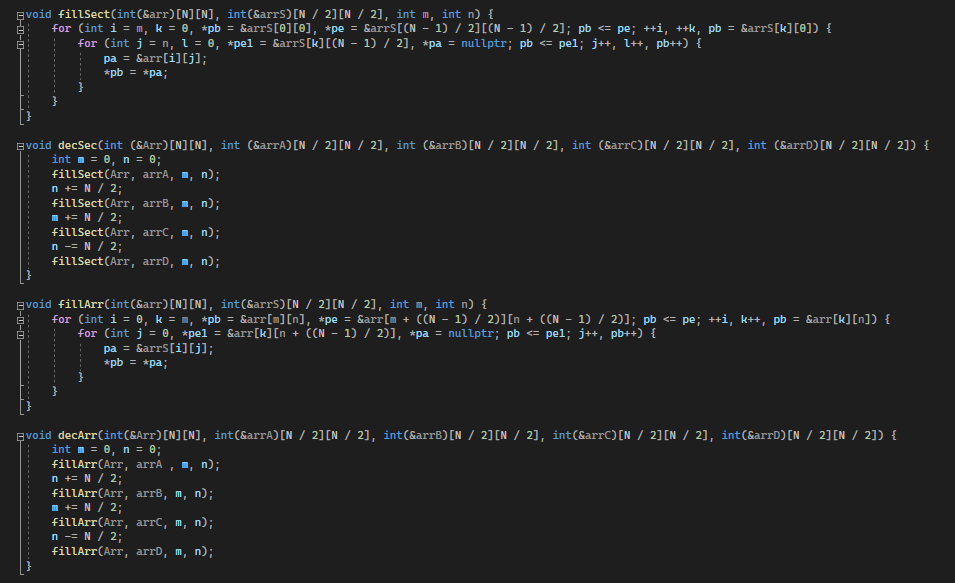 void fillSect(int(&arr)[N][N], int(&arrS)[N / 2][N / 2], int m, int n) {
for (int i = m, k = 0, *pb = &arrS[0][0], *pe = &arrS[(N - 1) / 2][(N - 1) / 2]; pb <= pe; ++i, ++k, pb = &arrS[k][0]) {
for (int j = n, l = 0, *pe1 = &arrS[k][(N - 1) / 2], *pa = nullptr; pb <= pe1; j++, l++, pb++) {
pa = &arr[i][j];
*pb = *pa;
}
}
}
void decSec(int (&Arr)[N][N], int (&arrA)[N / 2][N / 2], int (&arrB)[N / 2][N / 2], int (&arrC)[N / 2][N / 2], int (&arrD)[N / 2][N / 2]) {
int m = 0, n = 0;
fillSect(Arr, arrA, m, n);
n += N / 2;
fillSect(Arr, arrB, m, n);
m += N / 2;
fillSect(Arr, arrC, m, n);
n -= N / 2;
fillSect(Arr, arrD, m, n);
}
void fillArr(int(&arr)[N][N], int(&arrS)[N / 2][N / 2], int m, int n) {
for (int i = 0, k = m, *pb = &arr[m][n], *pe = &arr[m + ((N - 1) / 2)][n + ((N - 1) / 2)]; pb <= pe; ++i, k++, pb = &arr[k][n]) {
for (int j = 0, *pe1 = &arr[k][n + ((N - 1) / 2)], *pa = nullptr; pb <= pe1; j++, pb++) {
pa = &arrS[i][j];
*pb = *pa;
}
}
}
void decArr(int(&Arr)[N][N], int(&arrA)[N / 2][N / 2], int(&arrB)[N / 2][N / 2], int(&arrC)[N / 2][N / 2], int(&arrD)[N / 2][N / 2]) {
int m = 0, n = 0;
fillArr(Arr, arrA , m, n);
n += N / 2;
fillArr(Arr, arrB, m, n);
m += N / 2;
fillArr(Arr, arrC, m, n);
n -= N / 2;
fillArr(Arr, arrD, m, n);
}